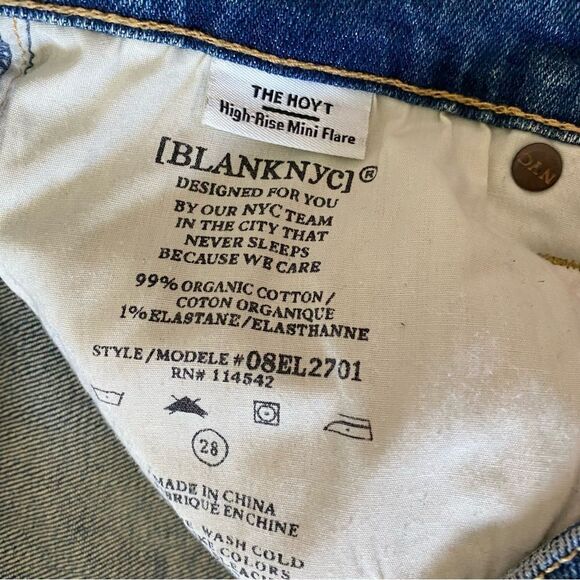 THE HOYT
High-Rise Mini Flare
[BLANKNYC]®
DESIGNED FOR YOU
BY OUR NYC TEAM
IN THE CITY THAT
NEVER SLEEPS
BECAUSE WE CARE
99% ORGANIC COTTON/
COTON ORGANIQUE
1% ELASTANE/ELASTHANNE
STYLE/MODELE #08EL2701
RN# 114542
28
MADE IN CHINA
EN CHINE
WASH COLD
COLORS